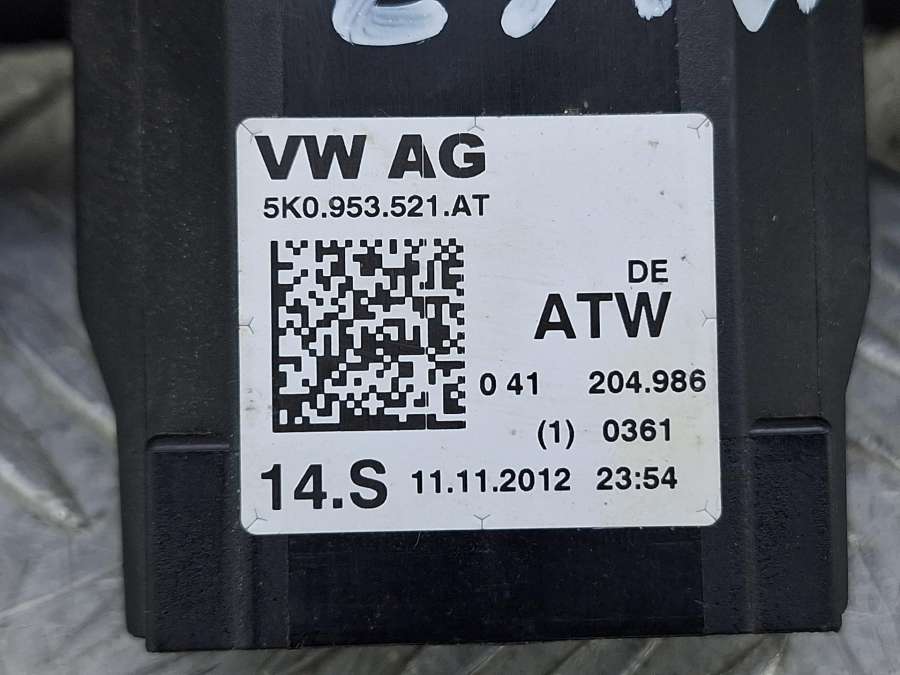 VW AG
5K0.953.521.AT
DE
ATW
0 41 204.986
(1) 0361
14.S 11.11.2012 23:54